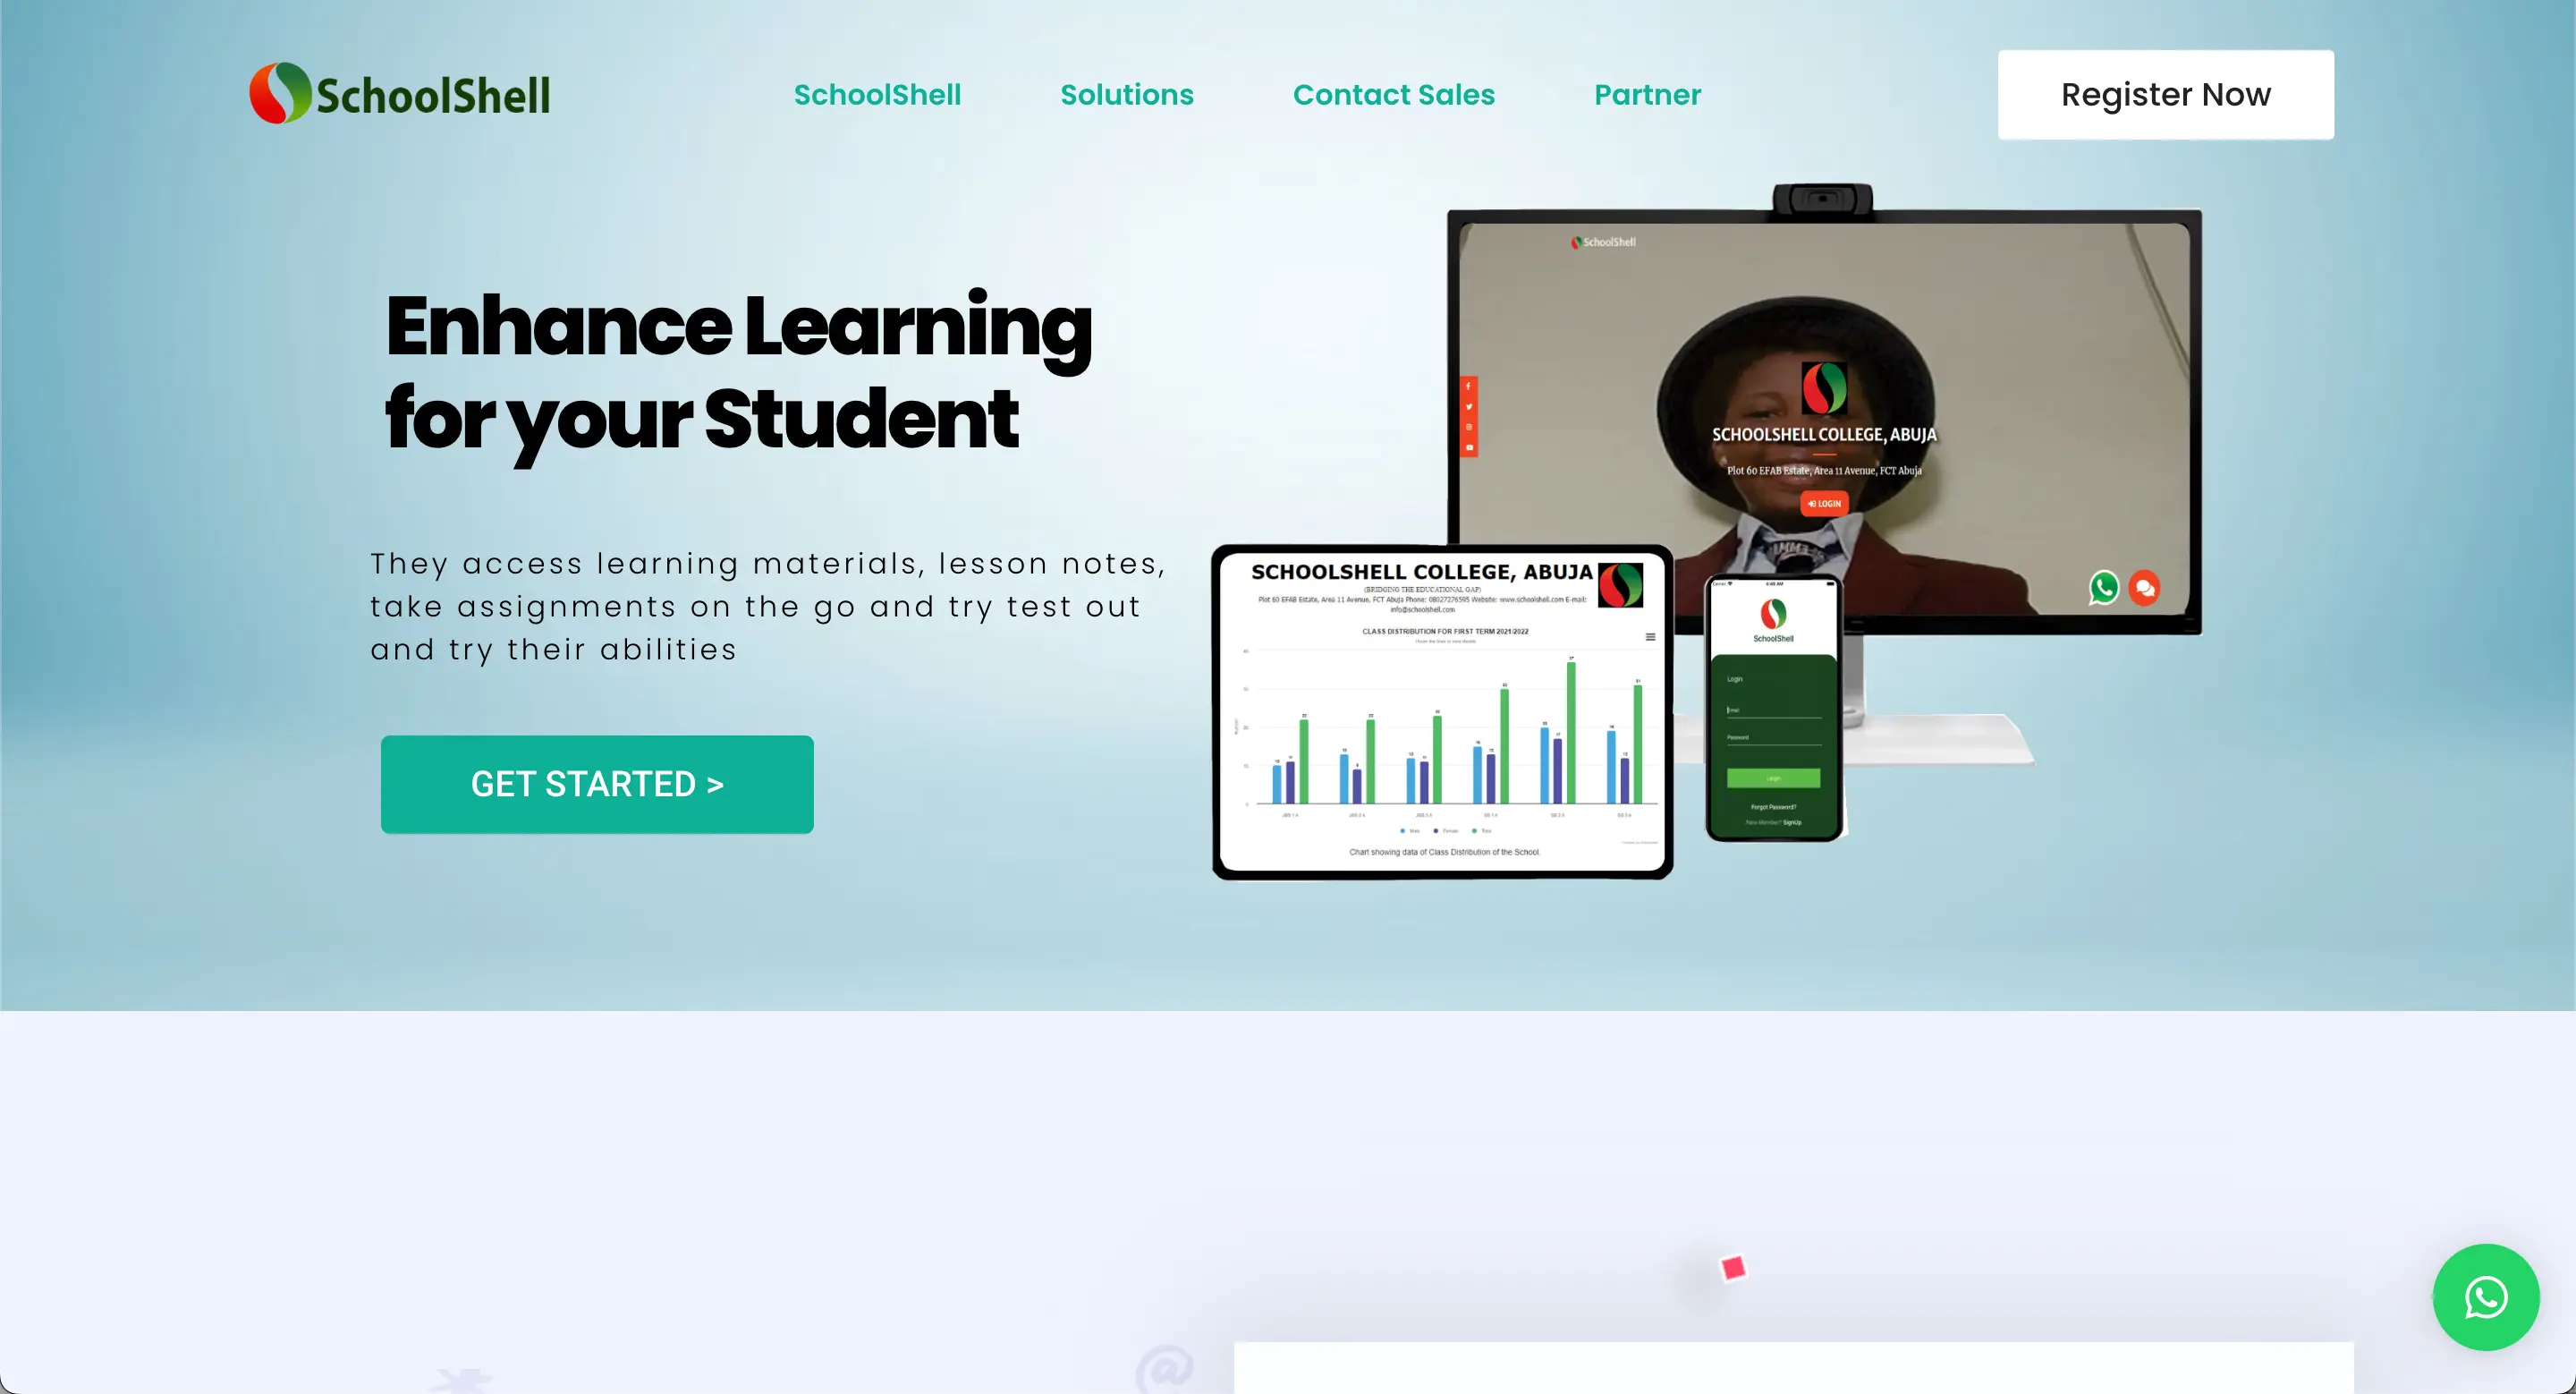 SchoolShell
SchoolShell
Solutions
Contact Sales
Partner
Register Now
Enhance Learning
for your Student
They access learning materials, lesson notes,
take assignments on the go and try test out
and try their abilities
GET STARTED >
SchoolShell
SCHOOLSHELL COLLEGE, ABUJA
Plot 60 EFAB Estate, Area 11 Avenue, FCT Abuja
LOGIN
SCHOOLSHELL COLLEGE, ABUJA
(BRIDGING THE EDUCATIONAL GAP)
Plot 60 EFAB Estate, Area 11 Avenue, FCT Abuja Phone: 08027276595 Website: www.schoolshell.com E-mail:
info@schoolshell.com
CLASS DISTRIBUTION FOR FIRST TERM 2021/2022
Male
Female
Total
Chart showing data of Class Distribution of the School.
SchoolShell
Login
Email
Password
Login
Forgot Password?
New Member? SignUp
@